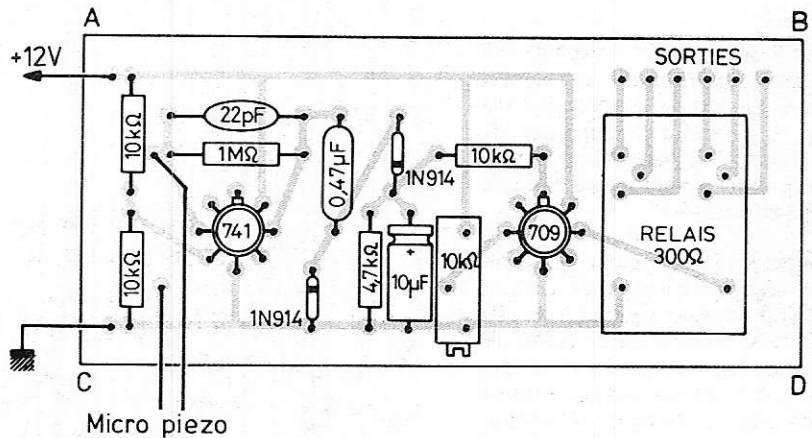 A
B
+12V
SORTIES
22pF
10kΩ
1MΩ
0,47µF
1N914
10kΩ
741
709
10kΩ
4,7kΩ
+
10µF
10kΩ
RELAIS
300Ω
1N914
C
D
Micro piezo